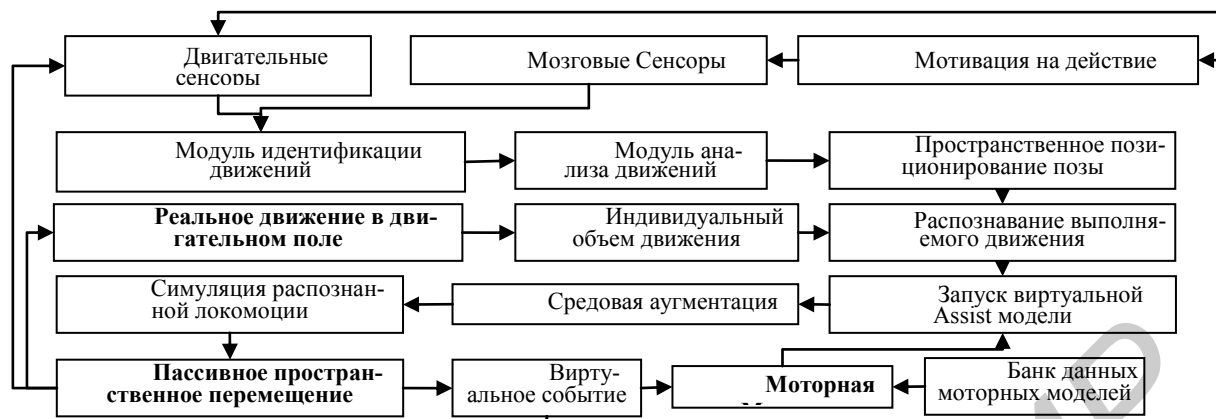 Двигательные
сенсоры
Мозговые Сенсоры
Мотивация на действие
Модуль идентификации
движений
Модуль ана-
лиза движений
Пространственное пози-
ционирование позы
Реальное движение в дви-
гательном поле
Индивидуальный
объем движения
Распознавание выполня-
емого движения
Симуляция распознан-
ной локомоции
Средовая аугментация
Запуск виртуальной
Assist модели
Пассивное простран-
ственное перемещение
Вирту-
альное событие
Моторная
Банк данных
моторных моделей